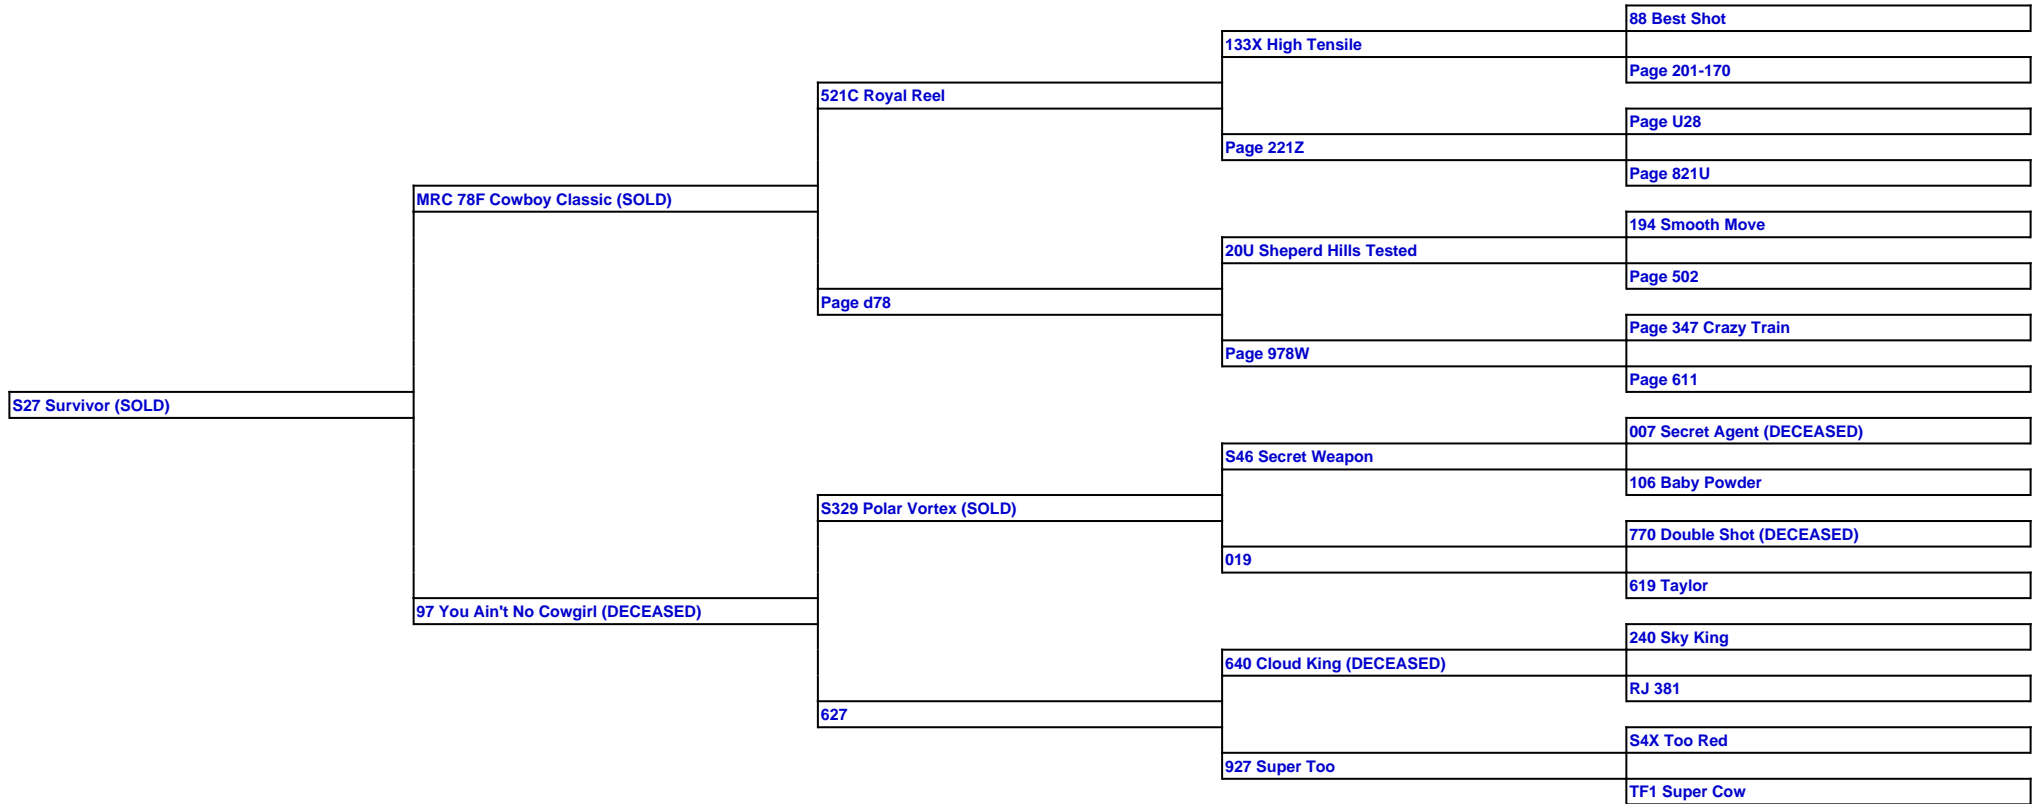 88 Best Shot
133X High Tensile
Page 201-170
521C Royal Reel
Page U28
Page 221Z
Page 821U
MRC 78F Cowboy Classic (SOLD)
194 Smooth Move
20U Sheperd Hills Tested
Page 502
Page d78
Page 347 Crazy Train
Page 978W
Page 611
S27 Survivor (SOLD)
007 Secret Agent (DECEASED)
S46 Secret Weapon
106 Baby Powder
S329 Polar Vortex (SOLD)
770 Double Shot (DECEASED)
019
619 Taylor
97 You Ain't No Cowgirl (DECEASED)
240 Sky King
640 Cloud King (DECEASED)
RJ 381
627
S4X Too Red
927 Super Too
TF1 Super Cow